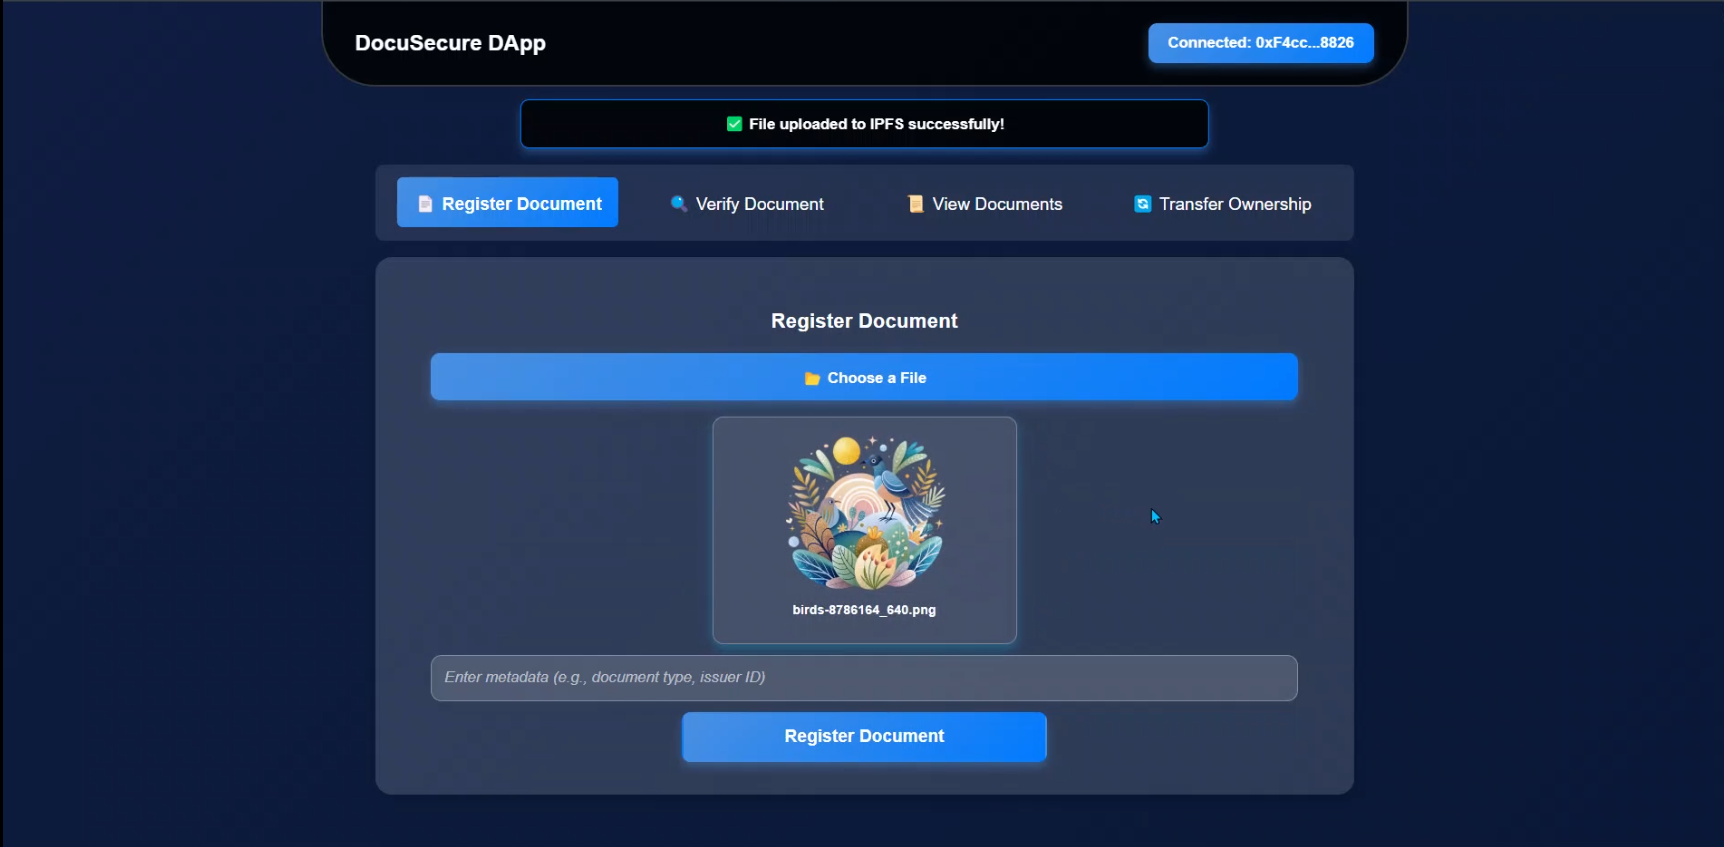 DocuSecure DApp
Connected: 0xF4cc...8826
✅ File uploaded to IPFS successfully!
Register Document
Verify Document
View Documents
Transfer Ownership
Register Document
Choose a File
birds-8786164_640.png
Enter metadata (e.g., document type, issuer ID)
Register Document